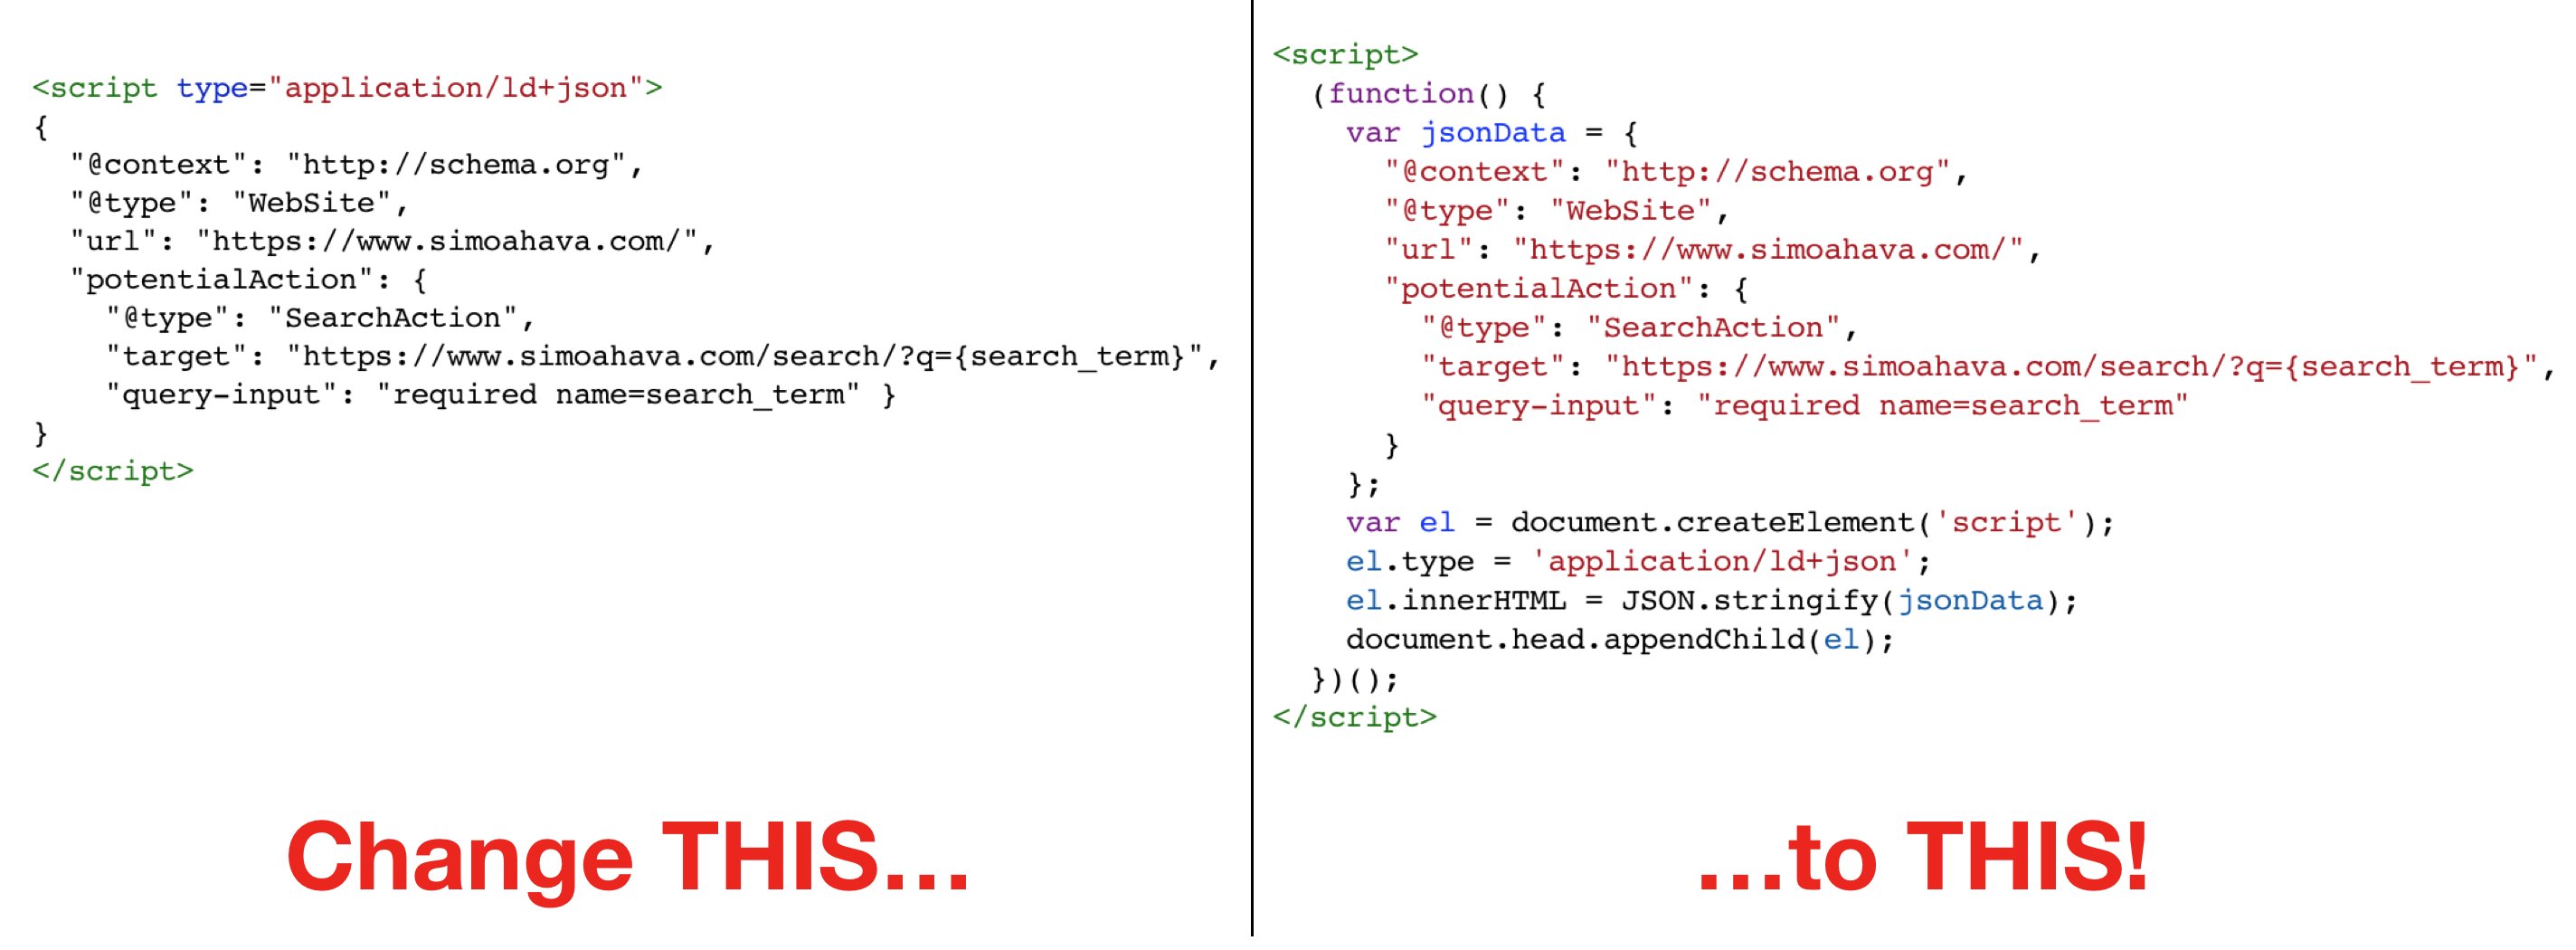 <script type="application/ld+json">
{
  "@context": "http://schema.org",
  "@type": "WebSite",
  "url": "https://www.simoahava.com/",
  "potentialAction": {
    "@type": "SearchAction",
    "target": "https://www.simoahava.com/search/?q={search_term}",
    "query-input": "required name=search_term" }
}
</script>
Change THIS...
<script>
  (function() {
    var jsonData = {
      "@context": "http://schema.org",
      "@type": "WebSite",
      "url": "https://www.simoahava.com/",
      "potentialAction": {
        "@type": "SearchAction",
        "target": "https://www.simoahava.com/search/?q={search_term}",
        "query-input": "required name=search_term"
      }
    };
    var el = document.createElement('script');
    el.type = 'application/ld+json';
    el.innerHTML = JSON.stringify(jsonData);
    document.head.appendChild(el);
  })();
</script>
...to THIS!